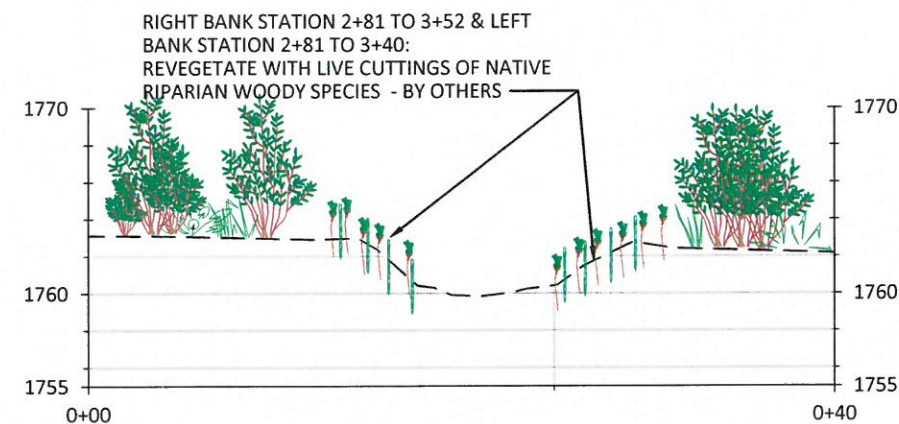 RIGHT BANK STATION 2+81 TO 3+52 & LEFT
BANK STATION 2+81 TO 3+40:
REVEGETATE WITH LIVE CUTTINGS OF NATIVE
RIPARIAN WOODY SPECIES - BY OTHERS
1770
1770
1760
1760
1755
1755
0+00
0+40